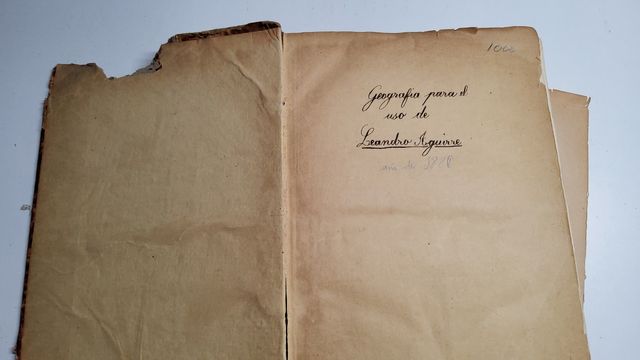 Geografia para el
uso de
Leandro Aguirre
año de